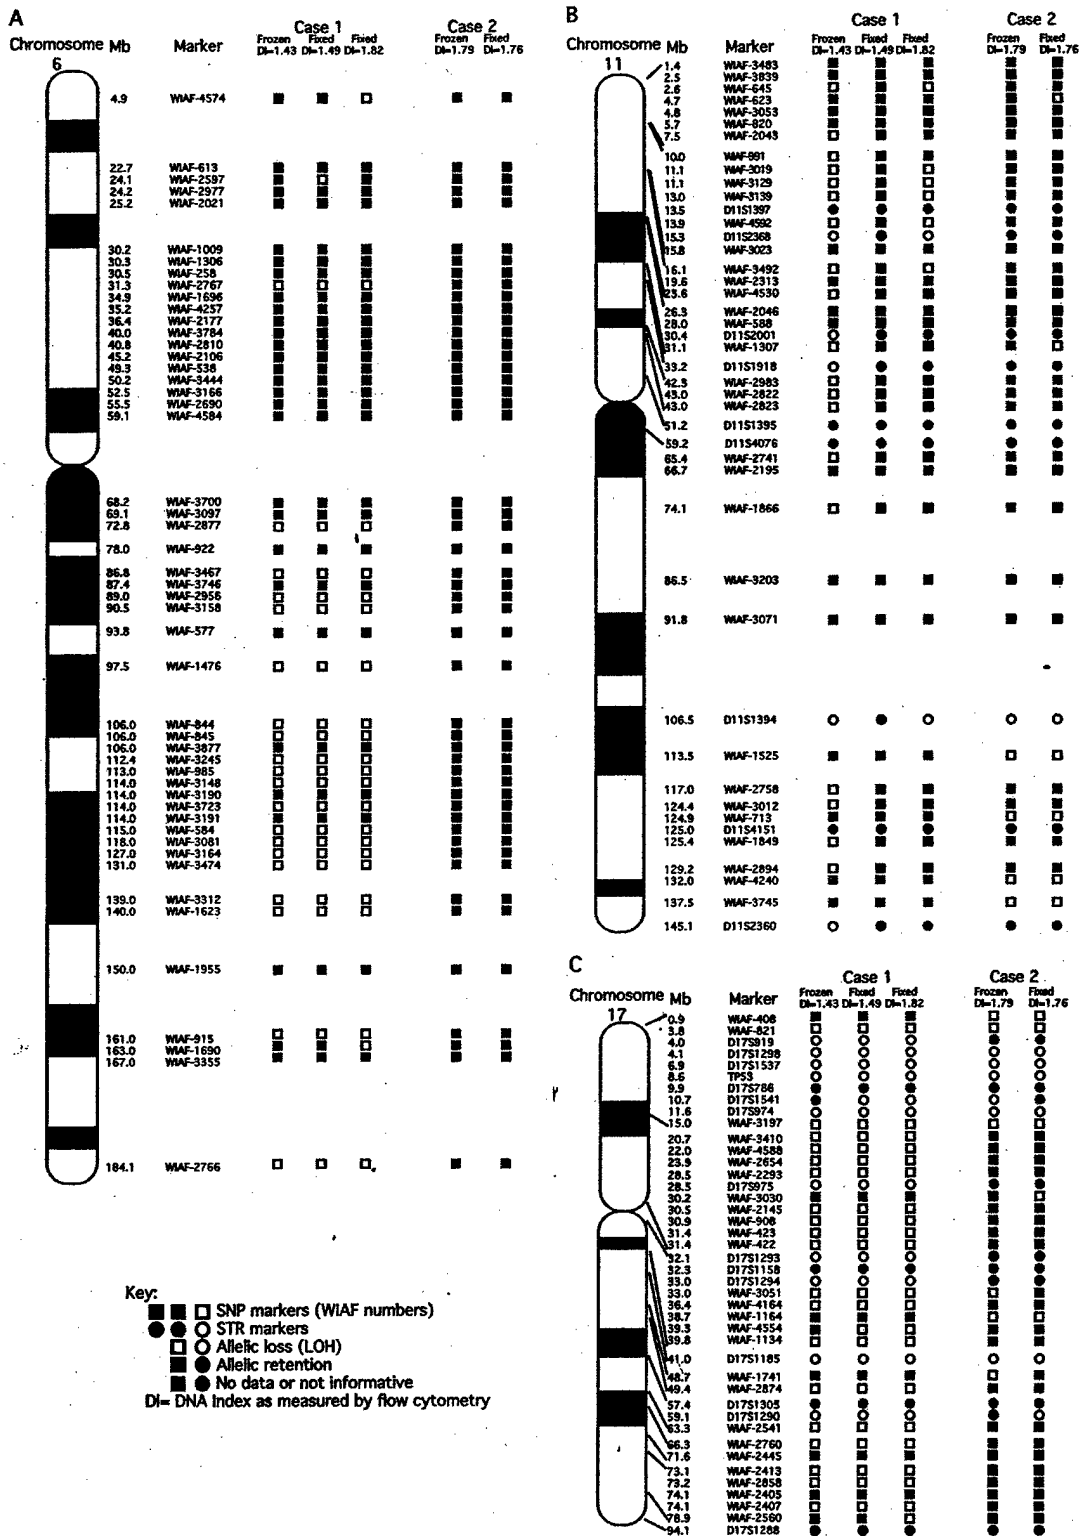 A
Case 1 Case 2
Chromosome Mb Marker Frozen Fixed Fixed Frozen Fixed
6 DI=1.43 DI=1.49 DI=1.82 DI=1.79 DI=1.76
4.9 WIAF-4574
22.7 WIAF-613
24.1 WIAF-2597
24.2 WIAF-2977
25.2 WIAF-2021
30.2 WIAF-1009
30.3 WIAF-1306
30.5 WIAF-258
31.3 WIAF-2767
34.9 WIAF-1696
35.2 WIAF-4257
36.4 WIAF-2177
40.0 WIAF-3784
40.8 WIAF-2810
45.2 WIAF-2106
49.3 WIAF-538
50.2 WIAF-3444
52.5 WIAF-3166
55.5 WIAF-2690
59.1 WIAF-4584
68.2 WIAF-3700
69.1 WIAF-3097
72.8 WIAF-2877
78.0 WIAF-922
86.8 WIAF-3467
87.4 WIAF-3746
89.0 WIAF-2956
90.5 WIAF-3158
93.8 WIAF-577
97.5 WIAF-1476
106.0 WIAF-844
106.0 WIAF-845
106.0 WIAF-3877
112.4 WIAF-3245
113.0 WIAF-985
114.0 WIAF-3148
114.0 WIAF-3190
114.0 WIAF-3723
114.0 WIAF-3191
115.0 WIAF-584
118.0 WIAF-3081
127.0 WIAF-3164
131.0 WIAF-3474
139.0 WIAF-3312
140.0 WIAF-1623
150.0 WIAF-1955
161.0 WIAF-915
163.0 WIAF-1690
167.0 WIAF-3355
184.1 WIAF-2766
Key:
SNP markers (WIAF numbers)
STR markers
Allelic loss (LOH)
Allelic retention
No data or not informative
DI= DNA Index as measured by flow cytometry
B
Case 1 Case 2
Chromosome Mb Marker Frozen Fixed Fixed Frozen Fixed
11 DI=1.43 DI=1.49 DI=1.82 DI=1.79 DI=1.76
1.4 WIAF-3483
2.5 WIAF-3839
2.6 WIAF-645
4.7 WIAF-623
4.8 WIAF-3053
5.7 WIAF-820
7.5 WIAF-2043
10.0 WIAF-991
11.1 WIAF-3019
11.1 WIAF-3129
13.0 WIAF-3139
13.5 D11S1397
13.9 WIAF-4592
15.3 D11S2368
15.8 WIAF-3023
16.1 WIAF-3492
19.6 WIAF-2313
23.6 WIAF-4530
26.3 WIAF-2046
28.0 WIAF-588
30.4 D11S2001
31.1 WIAF-1307
33.2 D11S1918
42.3 WIAF-2983
43.0 WIAF-2822
43.0 WIAF-2823
51.2 D11S1395
59.2 D11S4076
65.4 WIAF-2741
66.7 WIAF-2195
74.1 WIAF-1866
86.5 WIAF-3203
91.8 WIAF-3071
106.5 D11S1394
113.5 WIAF-1525
117.0 WIAF-2758
124.4 WIAF-3012
124.9 WIAF-713
125.0 D11S4151
125.4 WIAF-1849
129.2 WIAF-2894
132.0 WIAF-4240
137.5 WIAF-3745
145.1 D11S2360
C
Case 1 Case 2
Chromosome Mb Marker Frozen Fixed Fixed Frozen Fixed
17 DI=1.43 DI=1.49 DI=1.82 DI=1.79 DI=1.76
0.9 WIAF-408
3.8 WIAF-821
4.0 D17S919
4.1 D17S1298
6.9 D17S1537
8.6 TP53
9.9 D17S786
10.7 D17S1541
11.6 D17S974
15.0 WIAF-3197
20.7 WIAF-3410
22.0 WIAF-4588
23.9 WIAF-2654
28.5 WIAF-2293
28.5 D17S975
30.2 WIAF-3030
30.5 WIAF-2145
30.9 WIAF-908
31.4 WIAF-423
31.4 WIAF-422
32.1 D17S1293
32.3 D17S1158
33.0 D17S1294
33.0 WIAF-3051
36.4 WIAF-4164
38.7 WIAF-1164
39.3 WIAF-4554
39.8 WIAF-1134
41.0 D17S1185
48.7 WIAF-1741
49.4 WIAF-2874
57.4 D17S1305
59.1 D17S1290
63.3 WIAF-2541
66.3 WIAF-2760
71.6 WIAF-2445
73.1 WIAF-2413
73.2 WIAF-2858
74.1 WIAF-2405
74.1 WIAF-2407
78.9 WIAF-2560
94.1 D17S1288